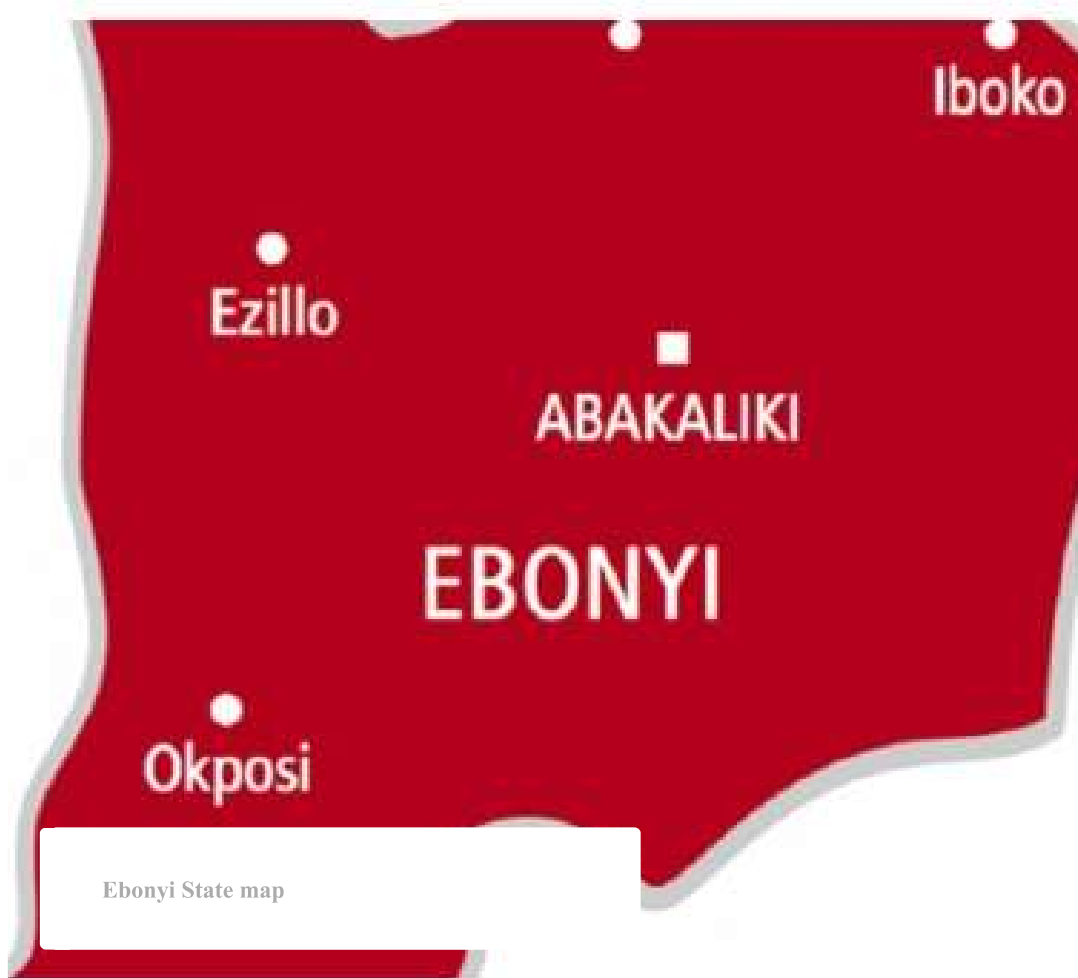 Iboko
Ezillo
ABAKALIKI
EBONYI
Okposi
Ebonyi State map